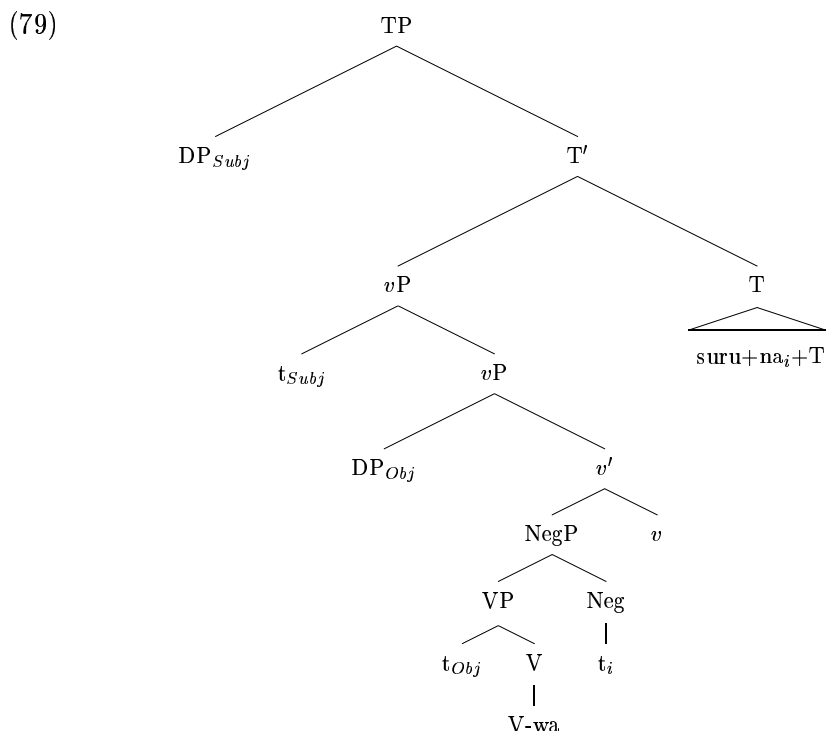 (79)
TP
DP_Subj T′
vP T
t_Subj vP suru+na_i+T
DP_Obj v′
NegP v
VP Neg
t_Obj V t_i
V-wa